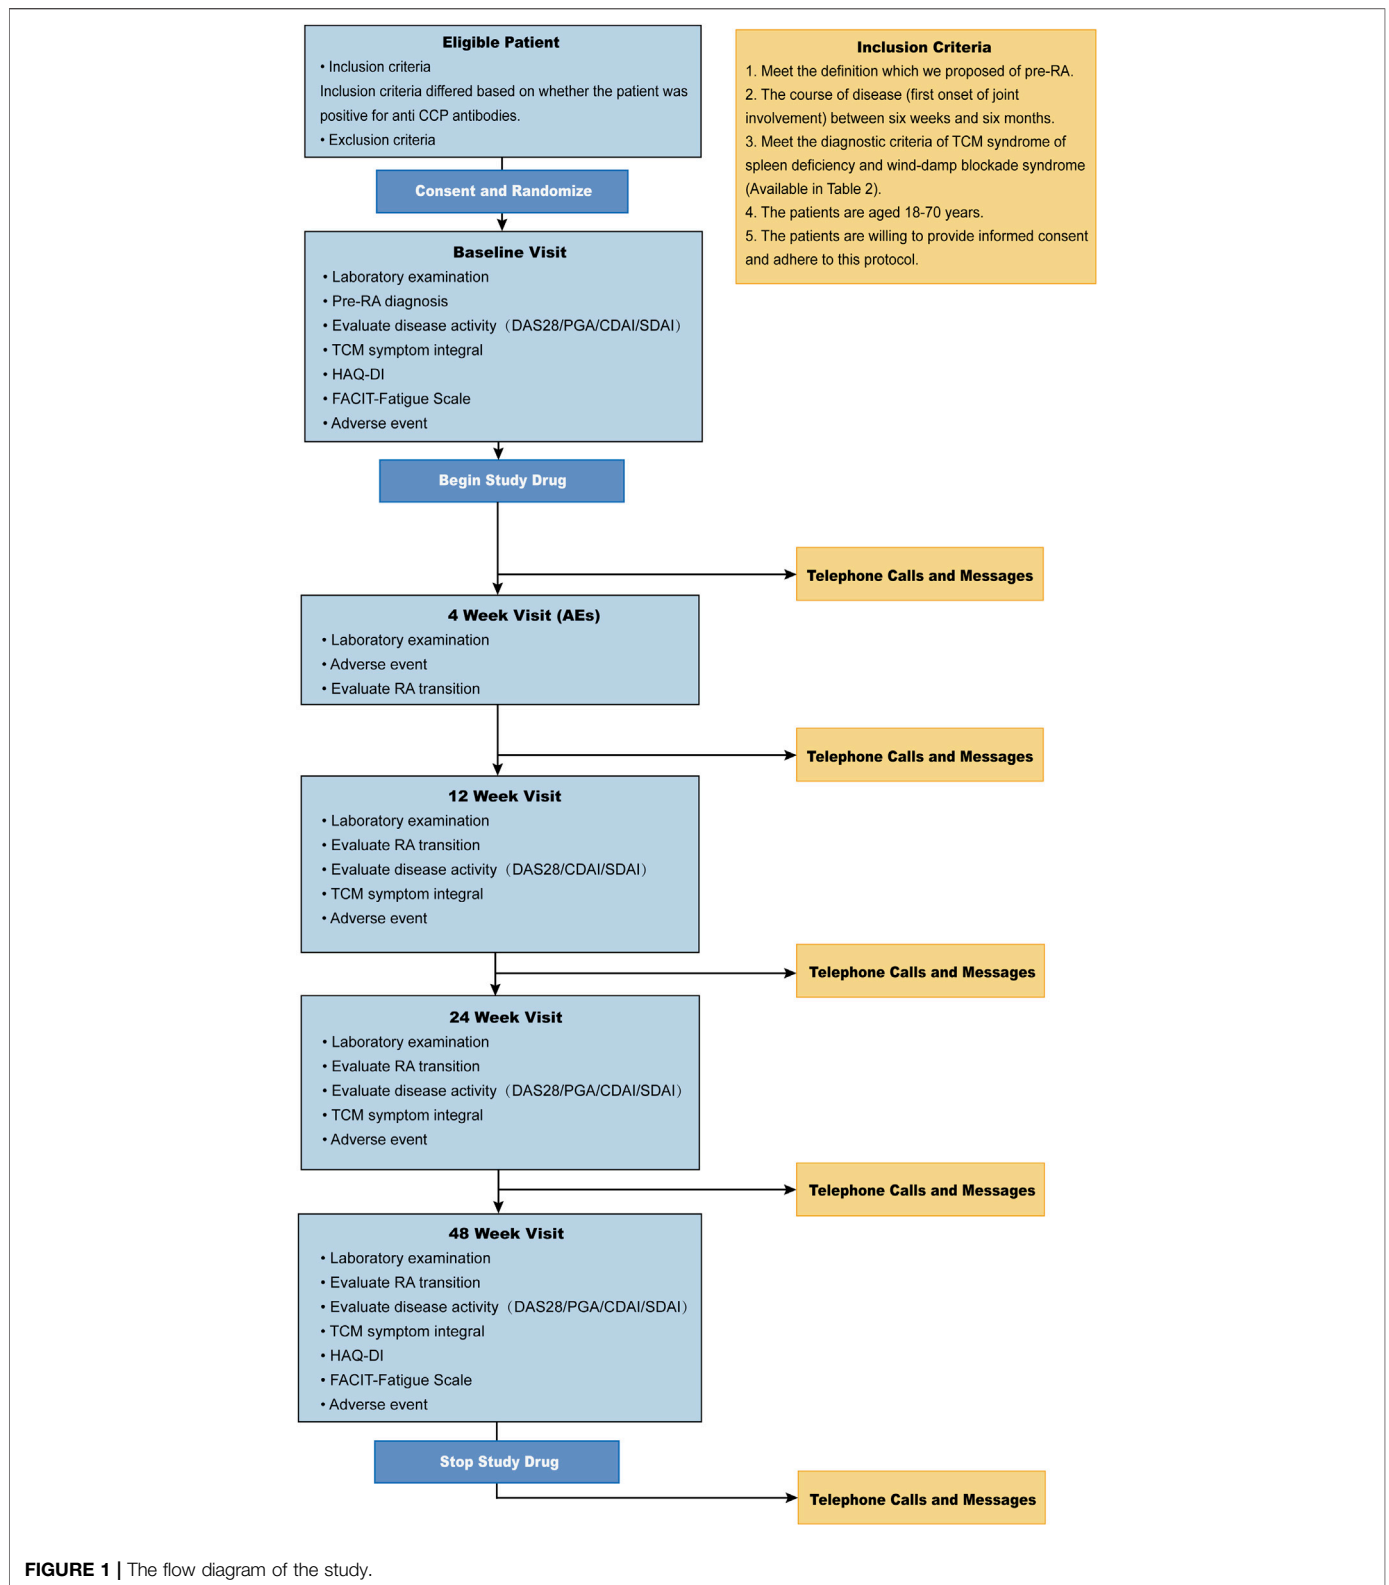 Eligible Patient
• Inclusion criteria
Inclusion criteria differed based on whether the patient was
positive for anti CCP antibodies.
• Exclusion criteria
Inclusion Criteria
1. Meet the definition which we proposed of pre-RA.
2. The course of disease (first onset of joint
involvement) between six weeks and six months.
3. Meet the diagnostic criteria of TCM syndrome of
spleen deficiency and wind-damp blockade syndrome
(Available in Table 2).
4. The patients are aged 18-70 years.
5. The patients are willing to provide informed consent
and adhere to this protocol.
Consent and Randomize
Baseline Visit
• Laboratory examination
• Pre-RA diagnosis
• Evaluate disease activity（DAS28/PGA/CDAI/SDAI）
• TCM symptom integral
• HAQ-DI
• FACIT-Fatigue Scale
• Adverse event
Begin Study Drug
Telephone Calls and Messages
4 Week Visit (AEs)
• Laboratory examination
• Adverse event
• Evaluate RA transition
Telephone Calls and Messages
12 Week Visit
• Laboratory examination
• Evaluate RA transition
• Evaluate disease activity（DAS28/CDAI/SDAI）
• TCM symptom integral
• Adverse event
Telephone Calls and Messages
24 Week Visit
• Laboratory examination
• Evaluate RA transition
• Evaluate disease activity（DAS28/PGA/CDAI/SDAI）
• TCM symptom integral
• Adverse event
Telephone Calls and Messages
48 Week Visit
• Laboratory examination
• Evaluate RA transition
• Evaluate disease activity（DAS28/PGA/CDAI/SDAI）
• TCM symptom integral
• HAQ-DI
• FACIT-Fatigue Scale
• Adverse event
Stop Study Drug
Telephone Calls and Messages
FIGURE 1 | The flow diagram of the study.